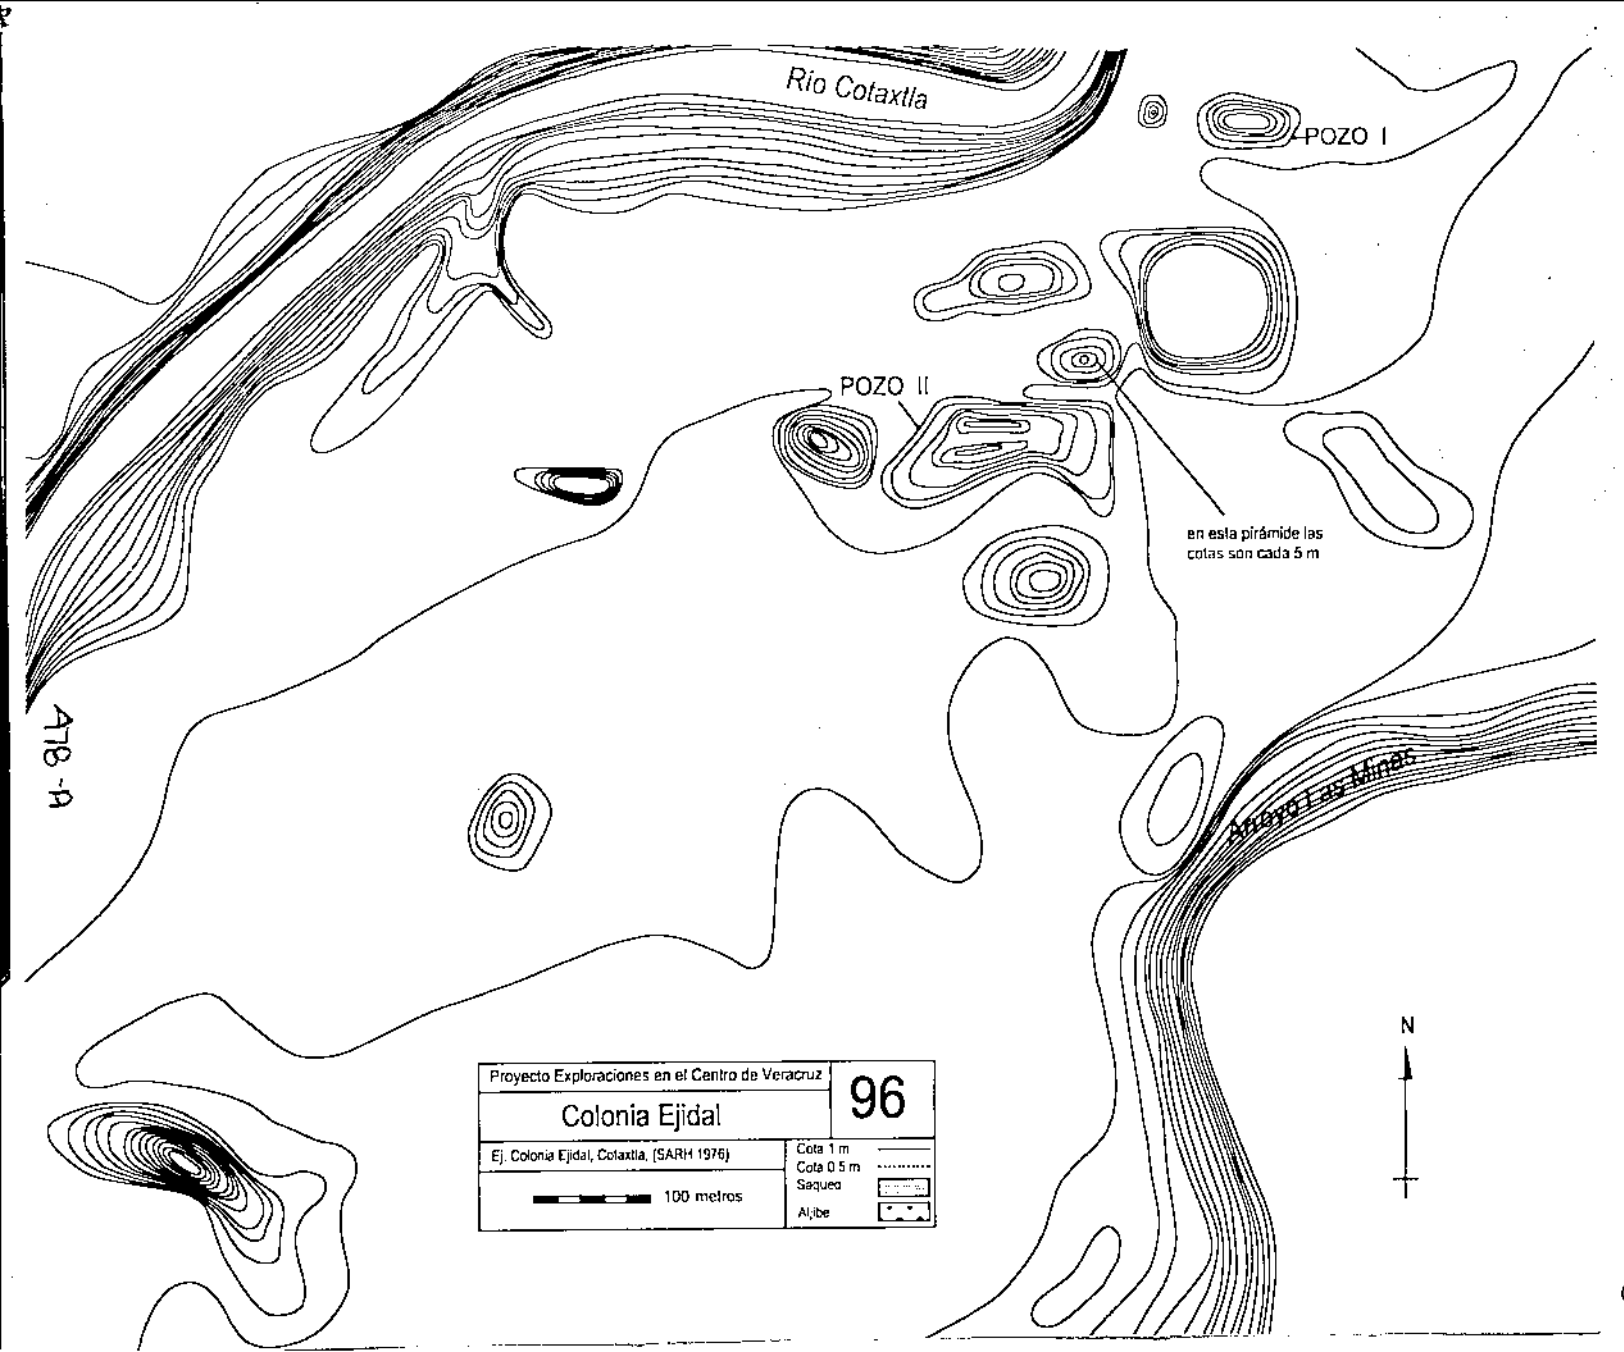 Río Cotaxtla
POZO I
POZO II
en esta pirámide las
cotas son cada 5 m
A78-A
Arroyo Las Minas
N
Proyecto Exploraciones en el Centro de Veracruz
96
Colonia Ejidal
Ej. Colonia Ejidal, Cotaxtla, (SARH 1976)
100 metros
Cota 1 m
Cota 0.5 m
Saqueo
Aljibe